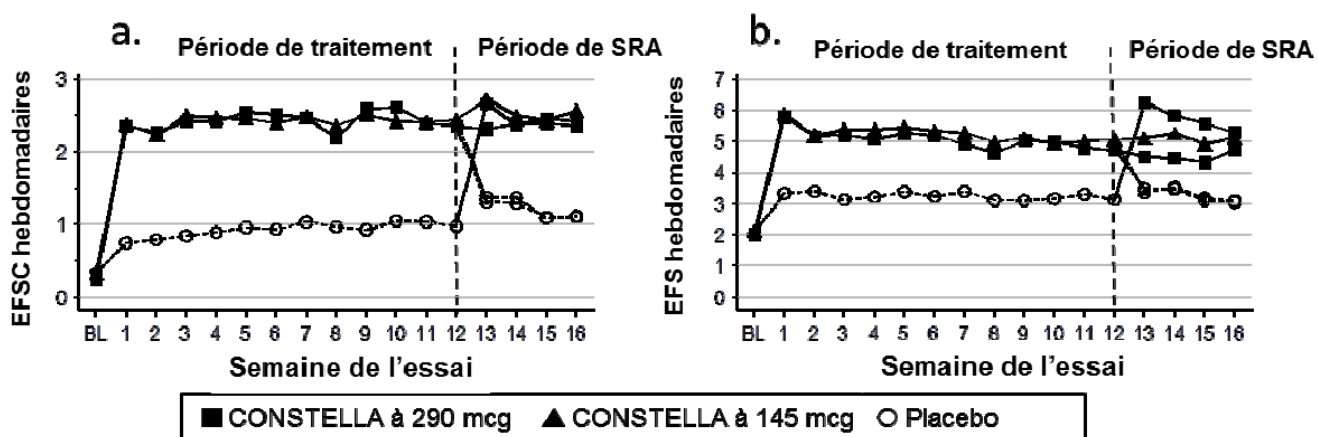 a.
Période de traitement
Période de SRA
EFSC hebdomadaires
3
2
1
0
BL 1 2 3 4 5 6 7 8 9 10 11 12 13 14 15 16
Semaine de l'essai
b.
Période de traitement
Période de SRA
EFS hebdomadaires
7
6
5
4
3
2
1
0
BL 1 2 3 4 5 6 7 8 9 10 11 12 13 14 15 16
Semaine de l'essai
CONSTELLA à 290 mcg CONSTELLA à 145 mcg Placebo